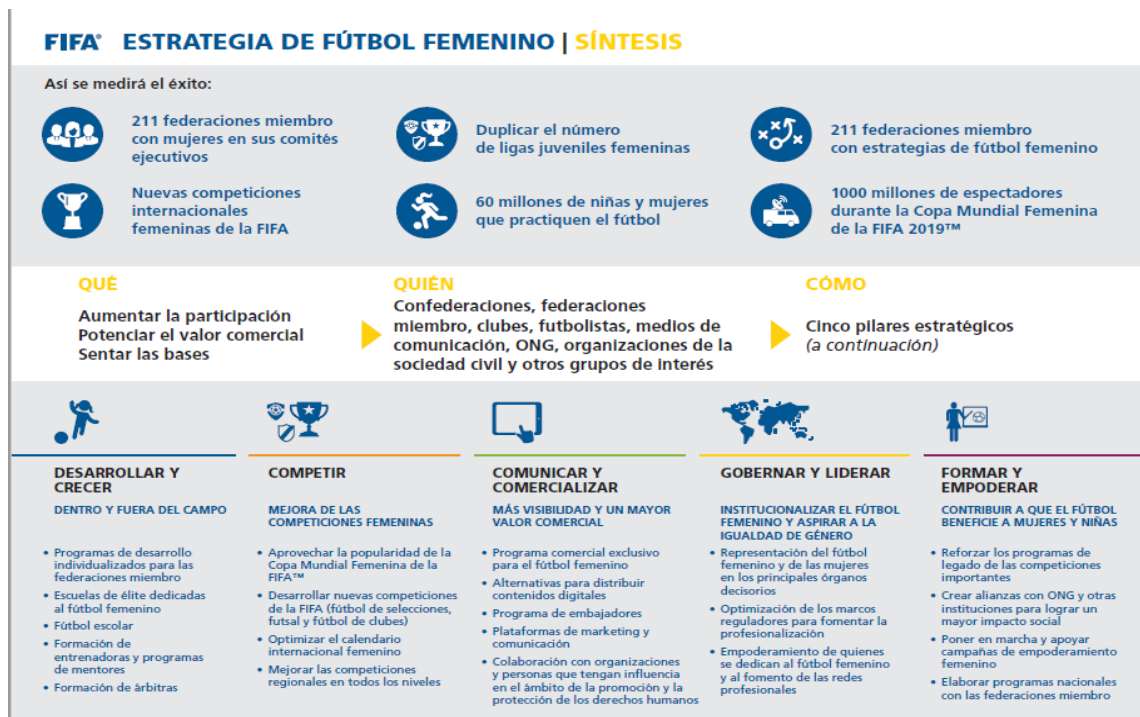 FIFA® ESTRATEGIA DE FÚTBOL FEMENINO | SÍNTESIS
Así se medirá el éxito:
211 federaciones miembro
con mujeres en sus comités
ejecutivos
Duplicar el número
de ligas juveniles femeninas
211 federaciones miembro
con estrategias de fútbol femenino
Nuevas competiciones
internacionales
femeninas de la FIFA
60 millones de niñas y mujeres
que practiquen el fútbol
1000 millones de espectadores
durante la Copa Mundial Femenina
de la FIFA 2019™
QUÉ
Aumentar la participación
Potenciar el valor comercial
Sentar las bases
QUIÉN
Confederaciones, federaciones
miembro, clubes, futbolistas, medios de
comunicación, ONG, organizaciones de la
sociedad civil y otros grupos de interés
CÓMO
Cinco pilares estratégicos
(a continuación)
DESARROLLAR Y
CRECER
DENTRO Y FUERA DEL CAMPO
• Programas de desarrollo
individualizados para las
federaciones miembro
• Escuelas de élite dedicadas
al fútbol femenino
• Fútbol escolar
• Formación de
entrenadoras y programas
de mentores
• Formación de árbitras
COMPETIR
MEJORA DE LAS
COMPETICIONES FEMENINAS
• Aprovechar la popularidad de la
Copa Mundial Femenina de la
FIFA™
• Desarrollar nuevas competiciones
de la FIFA (fútbol de selecciones,
futsal y fútbol de clubes)
• Optimizar el calendario
internacional femenino
• Mejorar las competiciones
regionales en todos los niveles
COMUNICAR Y
COMERCIALIZAR
MÁS VISIBILIDAD Y UN MAYOR
VALOR COMERCIAL
• Programa comercial exclusivo
para el fútbol femenino
• Alternativas para distribuir
contenidos digitales
• Programa de embajadores
• Plataformas de marketing y
comunicación
• Colaboración con organizaciones
y personas que tengan influencia
en el ámbito de la promoción y la
protección de los derechos humanos
GOBERNAR Y LIDERAR
INSTITUCIONALIZAR EL FÚTBOL
FEMENINO Y ASPIRAR A LA
IGUALDAD DE GÉNERO
• Representación del fútbol
femenino y de las mujeres
en los principales órganos
decisorios
• Optimización de los marcos
reguladores para fomentar la
profesionalización
• Empoderamiento de quienes
se dedican al fútbol femenino
y al fomento de las redes
profesionales
FORMAR Y
EMPODERAR
CONTRIBUIR A QUE EL FÚTBOL
BENEFICIE A MUJERES Y NIÑAS
• Reforzar los programas de
legado de las competiciones
importantes
• Crear alianzas con ONG y otras
instituciones para lograr un
mayor impacto social
• Poner en marcha y apoyar
campañas de empoderamiento
femenino
• Elaborar programas nacionales
con las federaciones miembro